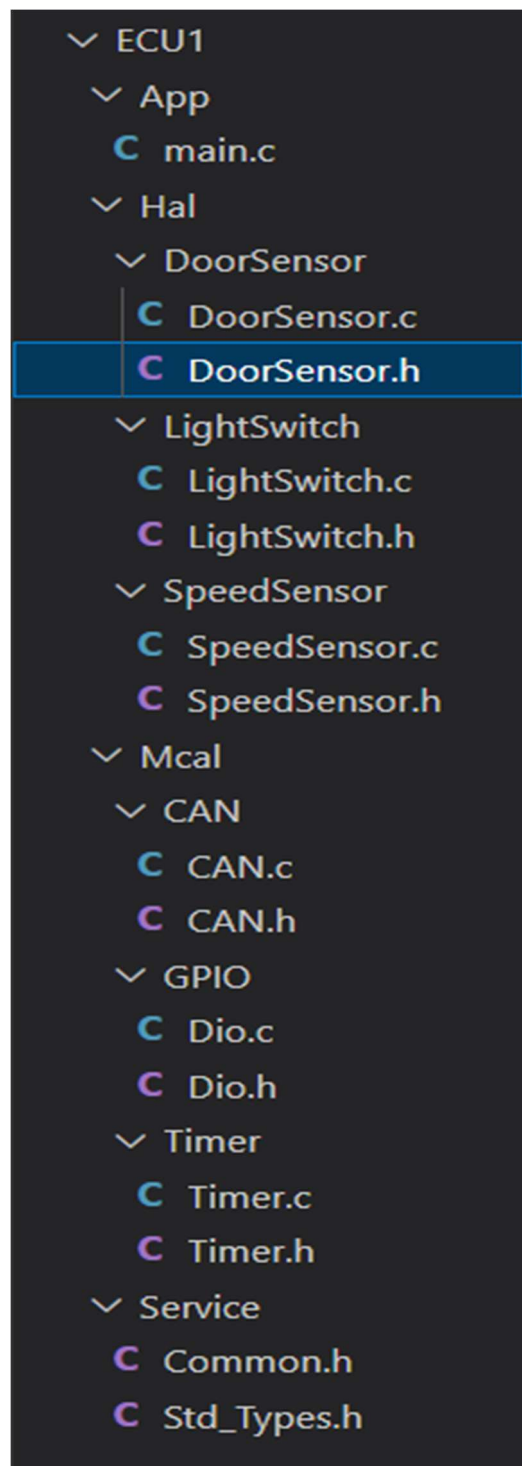 ECU1
App
C main.c
Hal
DoorSensor
C DoorSensor.c
C DoorSensor.h
LightSwitch
C LightSwitch.c
C LightSwitch.h
SpeedSensor
C SpeedSensor.c
C SpeedSensor.h
Mcal
CAN
C CAN.c
C CAN.h
GPIO
C Dio.c
C Dio.h
Timer
C Timer.c
C Timer.h
Service
C Common.h
C Std_Types.h